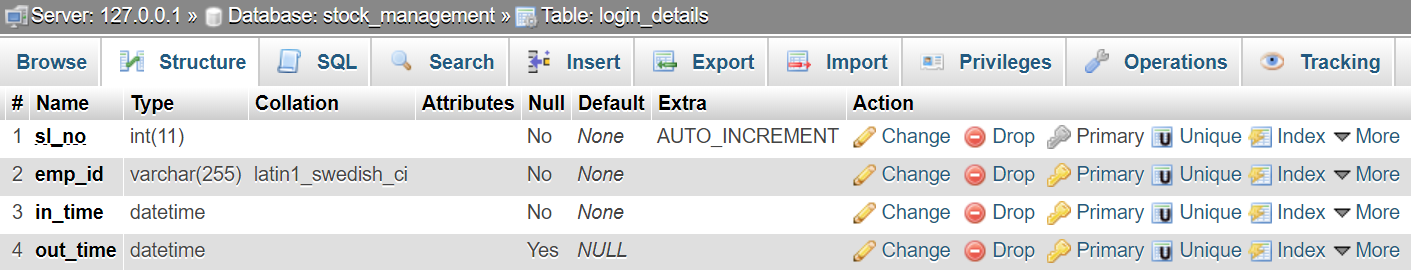 Server: 127.0.0.1 » Database: stock_management » Table: login_details
Browse Structure SQL Search Insert Export Import Privileges Operations Tracking
# Name Type Collation Attributes Null Default Extra Action
1 sl_no int(11) No None AUTO_INCREMENT Change Drop Primary Unique Index More
2 emp_id varchar(255) latin1_swedish_ci No None Change Drop Primary Unique Index More
3 in_time datetime No None Change Drop Primary Unique Index More
4 out_time datetime Yes NULL Change Drop Primary Unique Index More